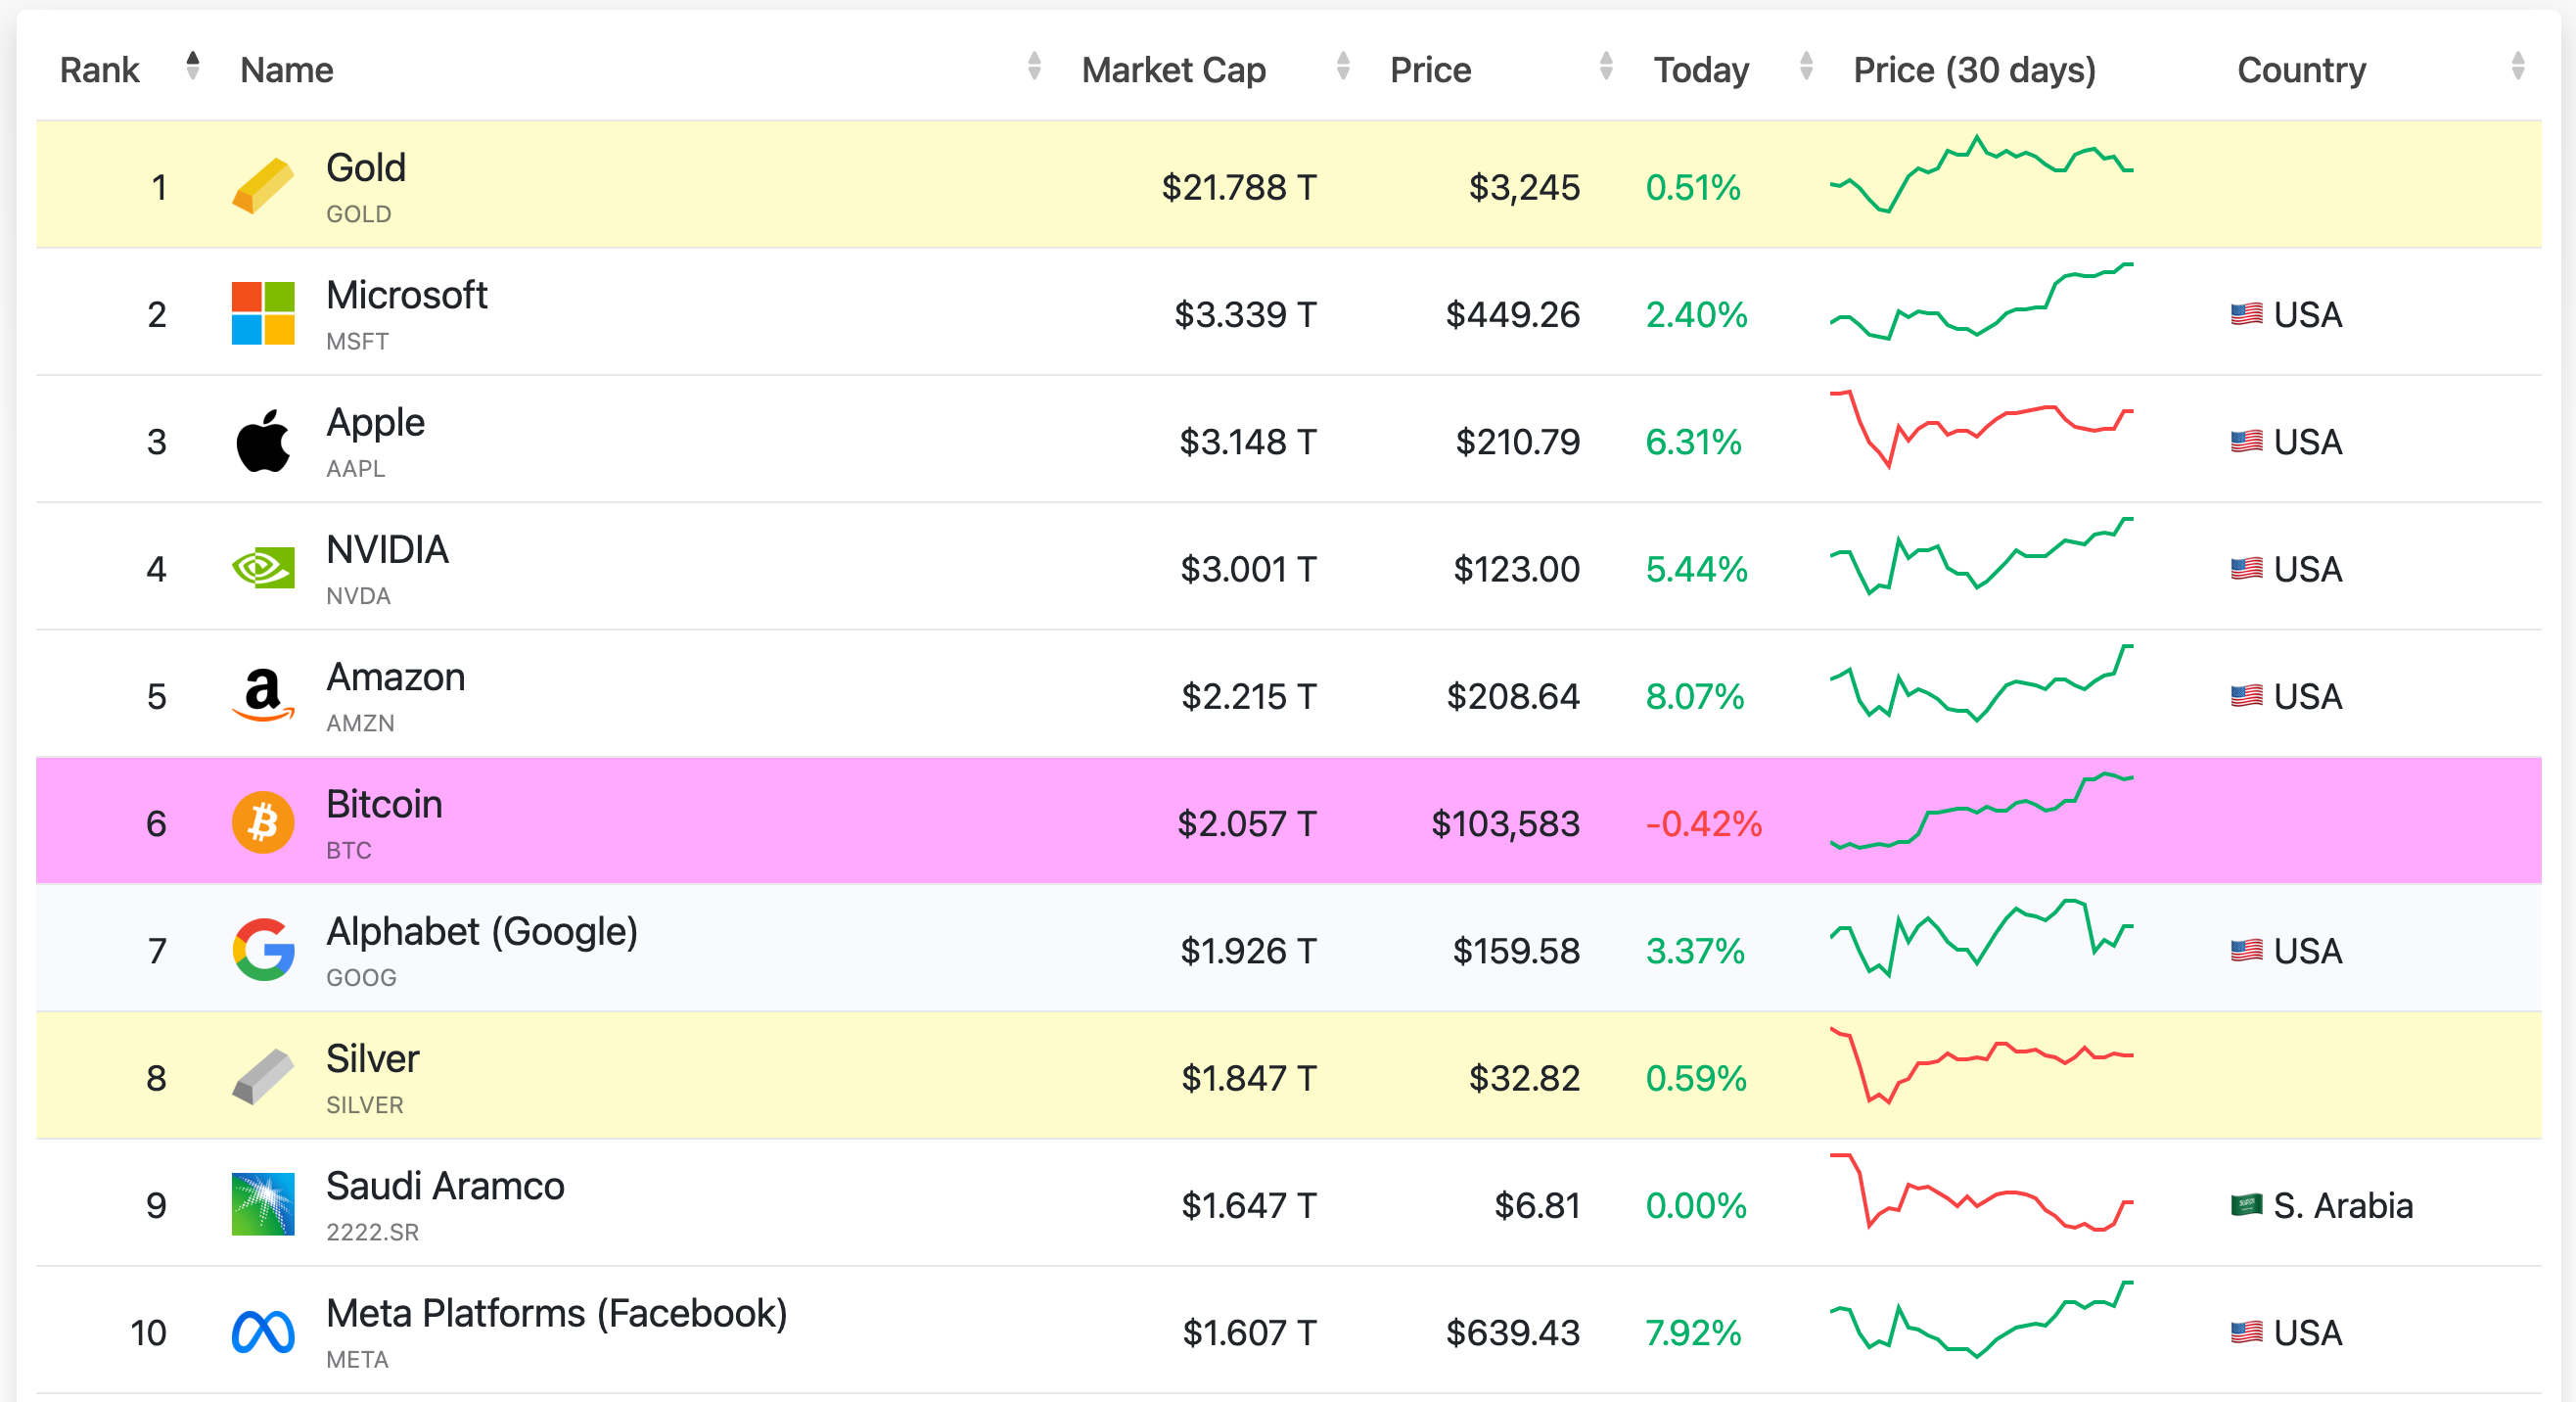 Rank Name Market Cap Price Today Price (30 days) Country
1 Gold $21.788 T $3,245 0.51%
GOLD
2 Microsoft $3.339 T $449.26 2.40% USA
MSFT
3 Apple $3.148 T $210.79 6.31% USA
AAPL
4 NVIDIA $3.001 T $123.00 5.44% USA
NVDA
5 Amazon $2.215 T $208.64 8.07% USA
AMZN
6 Bitcoin $2.057 T $103,583 -0.42%
BTC
7 Alphabet (Google) $1.926 T $159.58 3.37% USA
GOOG
8 Silver $1.847 T $32.82 0.59%
SILVER
9 Saudi Aramco $1.647 T $6.81 0.00% S. Arabia
2222.SR
10 Meta Platforms (Facebook) $1.607 T $639.43 7.92% USA
META